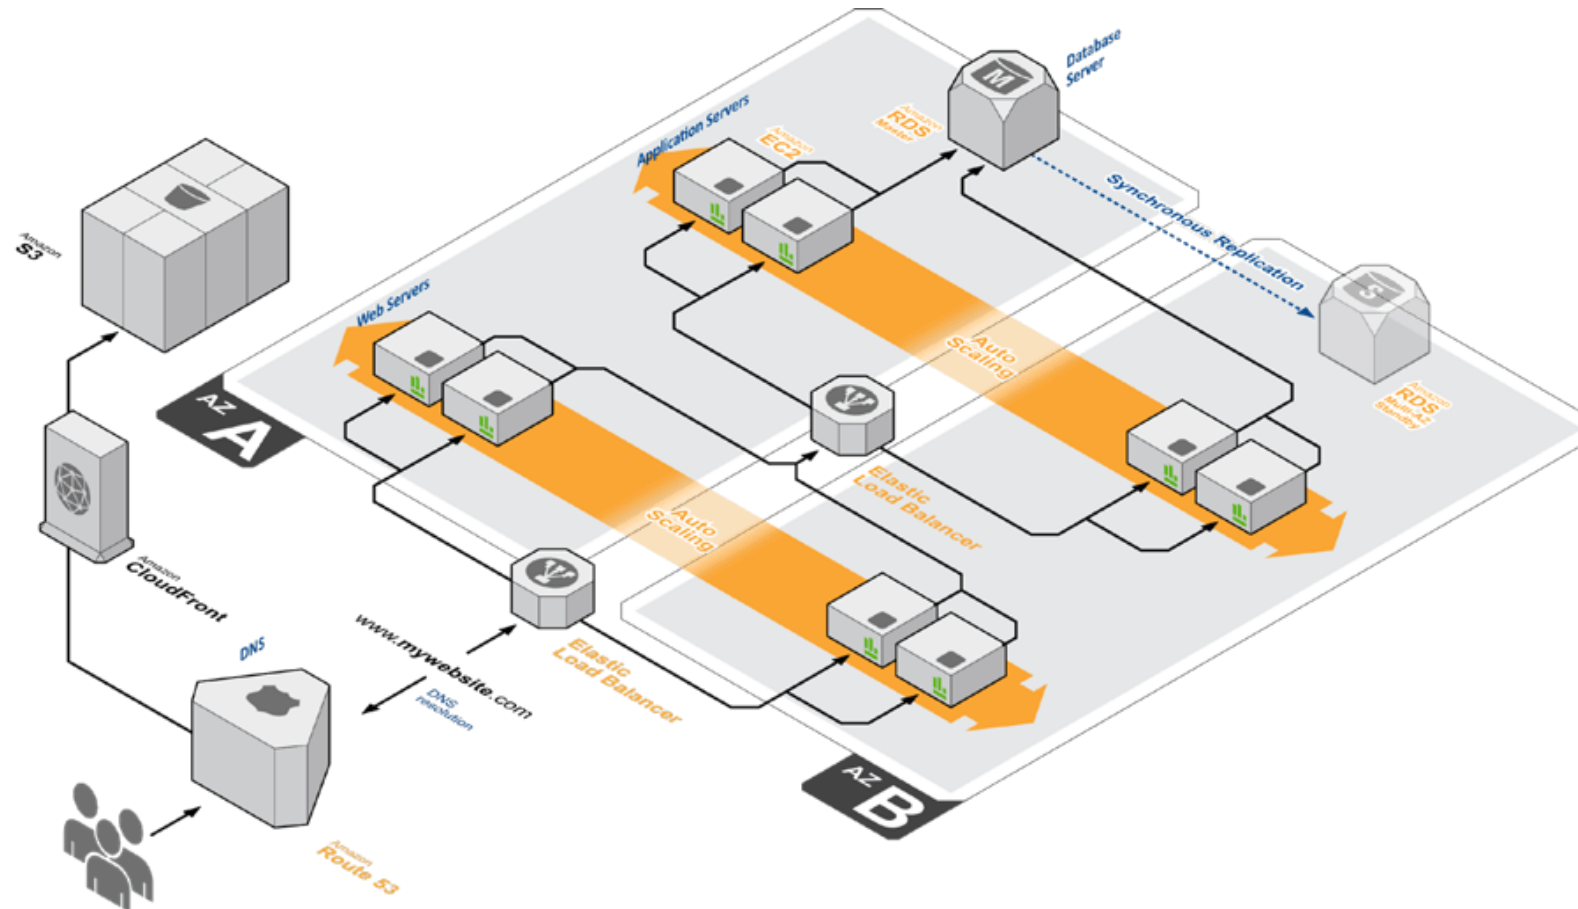 Database
Server
M
Amazon
RDS
Master
Application Servers
Amazon
EC2
Synchronous Replication
S
Amazon
RDS
Multi-AZ
Standby
Amazon
S3
Web Servers
Auto
Scaling
AZ
A
Elastic
Load Balancer
Auto
Scaling
Amazon
CloudFront
www.mywebsite.com
DNS
resolution
Elastic
Load Balancer
DNS
AZ
B
Amazon
Route 53